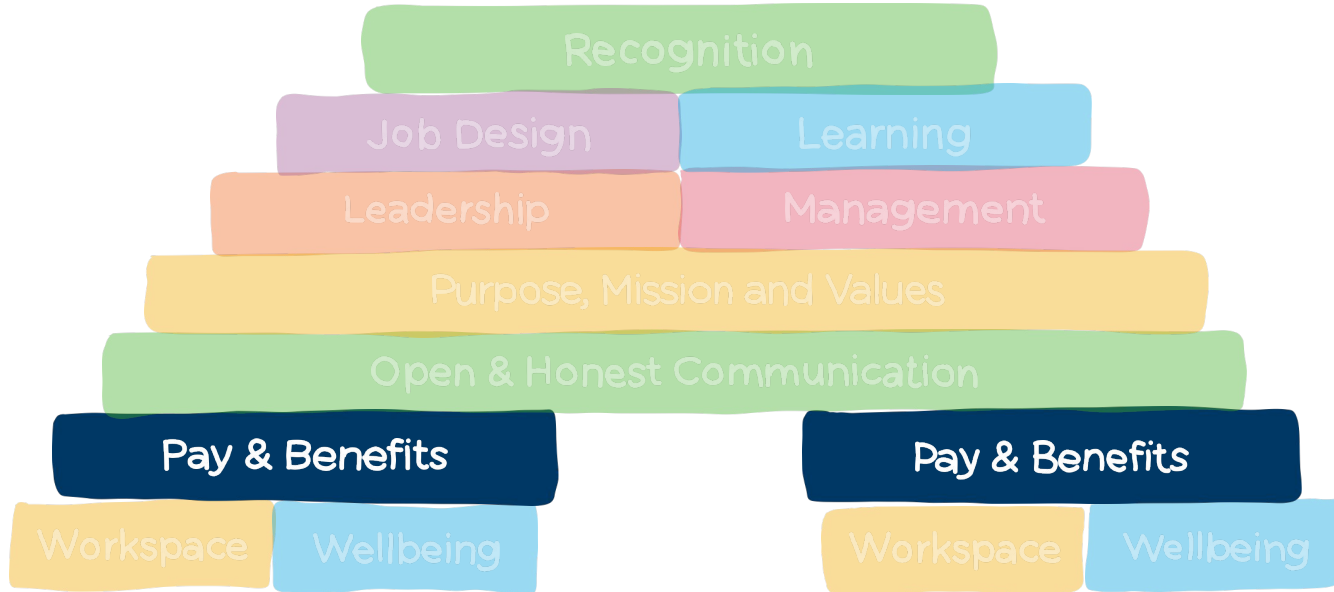 Recognition
Job Design
Learning
Leadership
Management
Purpose, Mission and Values
Open & Honest Communication
Pay & Benefits
Pay & Benefits
Workspace
Wellbeing
Workspace
Wellbeing